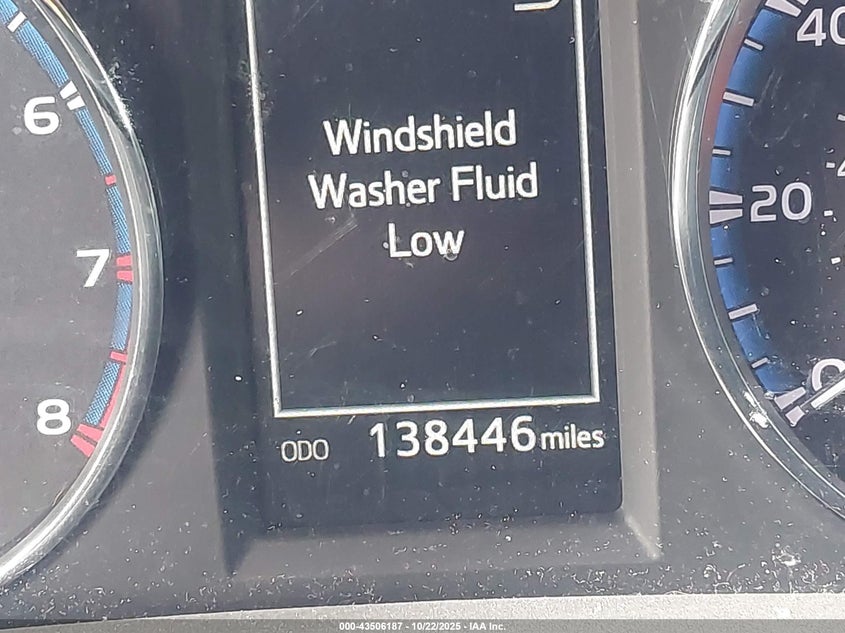 6
7
8
Windshield
Washer Fluid
Low
ODO 138446 miles
40
20
0
000-43506187 - 10/22/2025 - IAA Inc.